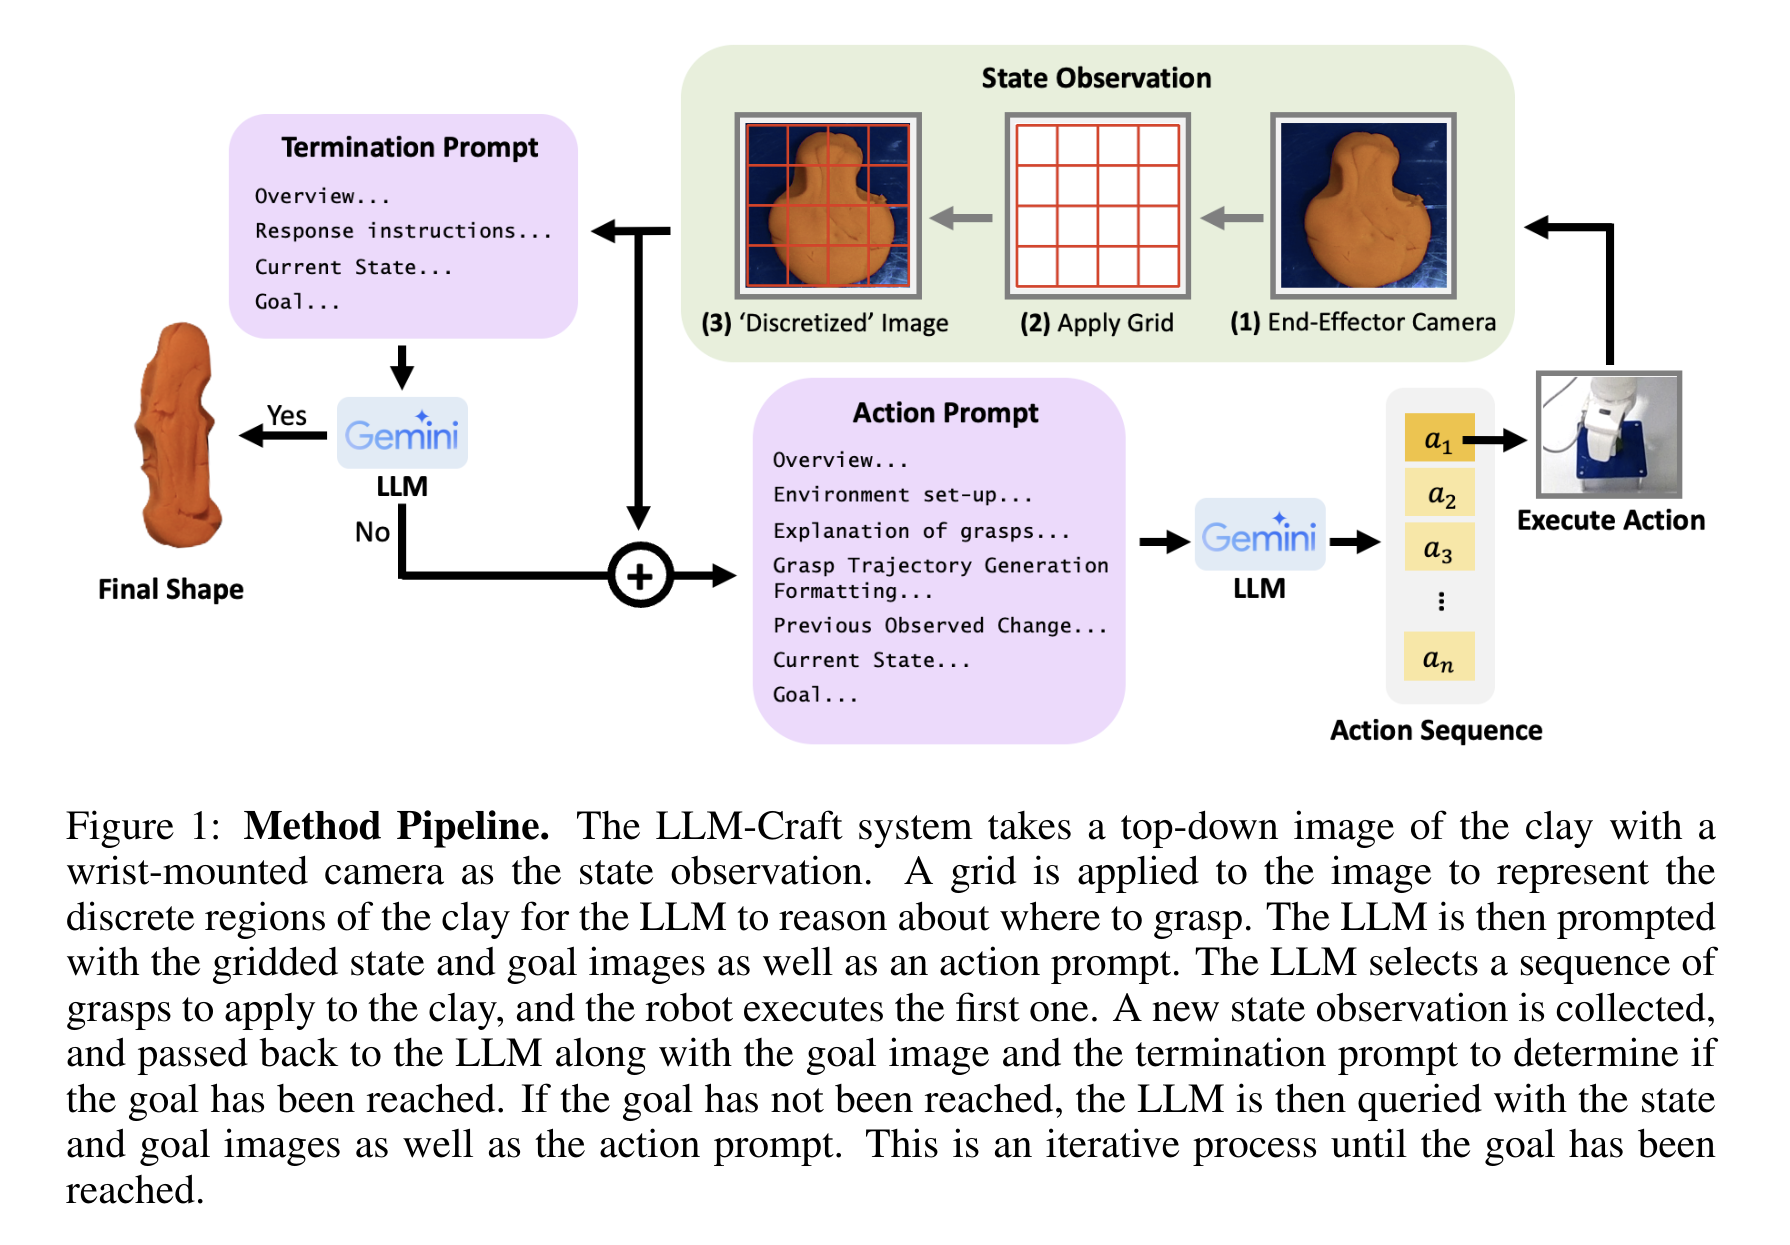 State Observation
(3) ‘Discretized’ Image
(2) Apply Grid
(1) End-Effector Camera
Termination Prompt
Overview...
Response instructions...
Current State...
Goal...
Yes
Gemini
LLM
No
Final Shape
+
Action Prompt
Overview...
Environment set-up...
Explanation of grasps...
Grasp Trajectory Generation
Formatting...
Previous Observed Change...
Current State...
Goal...
Gemini
LLM
a1
a2
a3
⋮
an
Action Sequence
Execute Action
Figure 1: Method Pipeline. The LLM-Craft system takes a top-down image of the clay with a
wrist-mounted camera as the state observation. A grid is applied to the image to represent the
discrete regions of the clay for the LLM to reason about where to grasp. The LLM is then prompted
with the gridded state and goal images as well as an action prompt. The LLM selects a sequence of
grasps to apply to the clay, and the robot executes the first one. A new state observation is collected,
and passed back to the LLM along with the goal image and the termination prompt to determine if
the goal has been reached. If the goal has not been reached, the LLM is then queried with the state
and goal images as well as the action prompt. This is an iterative process until the goal has been
reached.